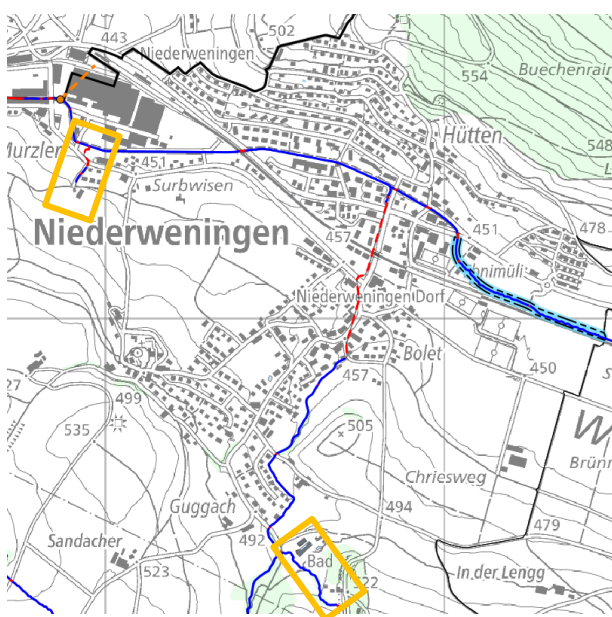 502
443
Niederweningen
554
Buechenrain
Hütten
548
451
Surbwisen
Niederweningen
457
451
478
Niederweningen Dorf
Bolet
457
450
499
535
505
Chriesweg
494
Guggach
492
479
Sandacher
523
Bad
522
In der Lengg